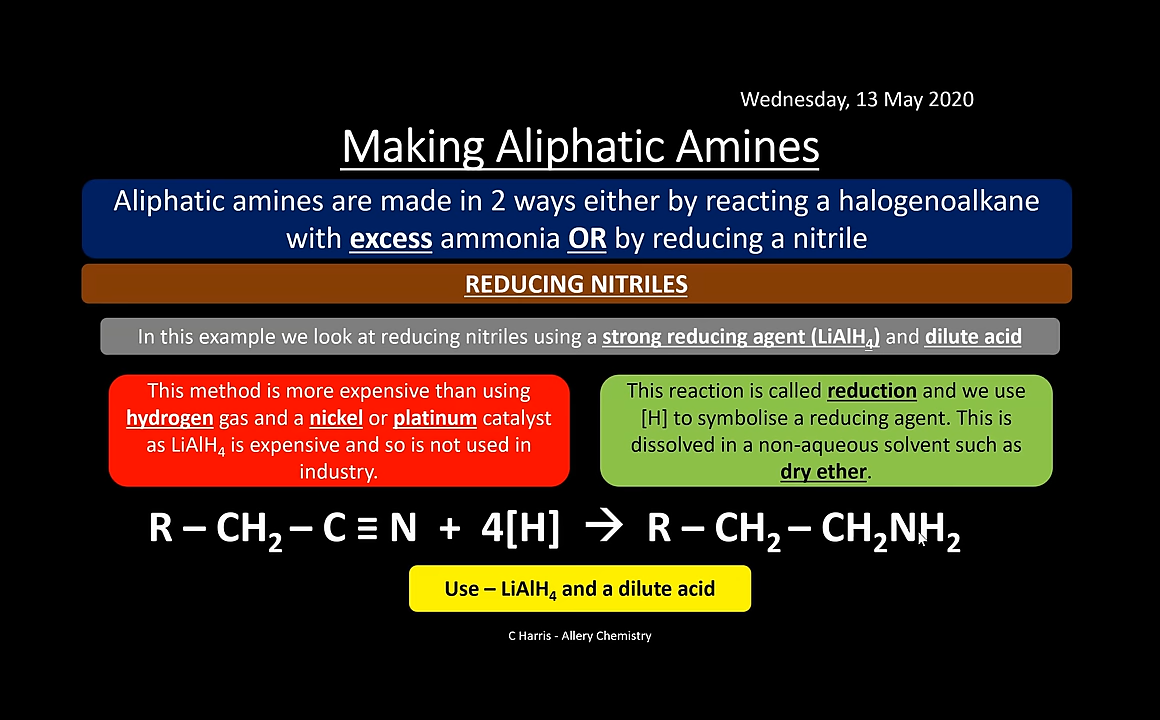 Wednesday, 13 May 2020
Making Aliphatic Amines
Aliphatic amines are made in 2 ways either by reacting a halogenoalkane
with excess ammonia OR by reducing a nitrile
REDUCING NITRILES
In this example we look at reducing nitriles using a strong reducing agent (LiAlH₄) and dilute acid
This method is more expensive than using
hydrogen gas and a nickel or platinum catalyst
as LiAlH₄ is expensive and so is not used in
industry.
This reaction is called reduction and we use
[H] to symbolise a reducing agent. This is
dissolved in a non-aqueous solvent such as
dry ether.
R – CH₂ – C ≡ N + 4[H] → R – CH₂ – CH₂NH₂
Use – LiAlH₄ and a dilute acid
C Harris - Allery Chemistry